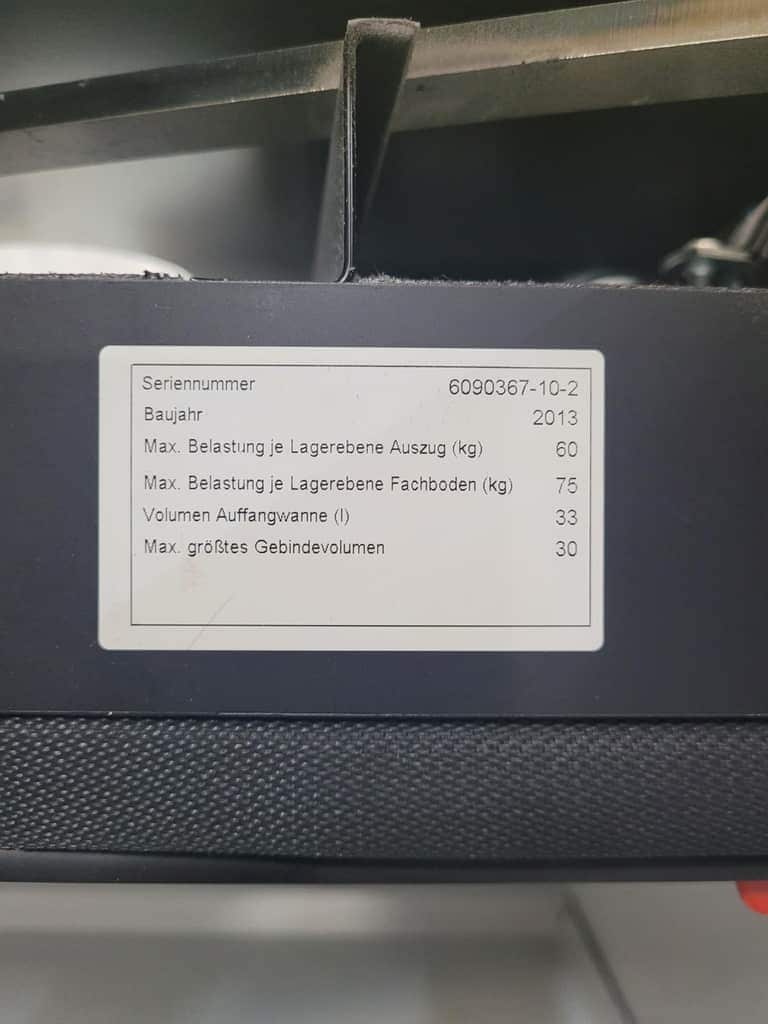 Seriennummer 6090367-10-2
Baujahr 2013
Max. Belastung je Lagerebene Auszug (kg) 60
Max. Belastung je Lagerebene Fachboden (kg) 75
Volumen Auffangwanne (l) 33
Max. größtes Gebindevolumen 30